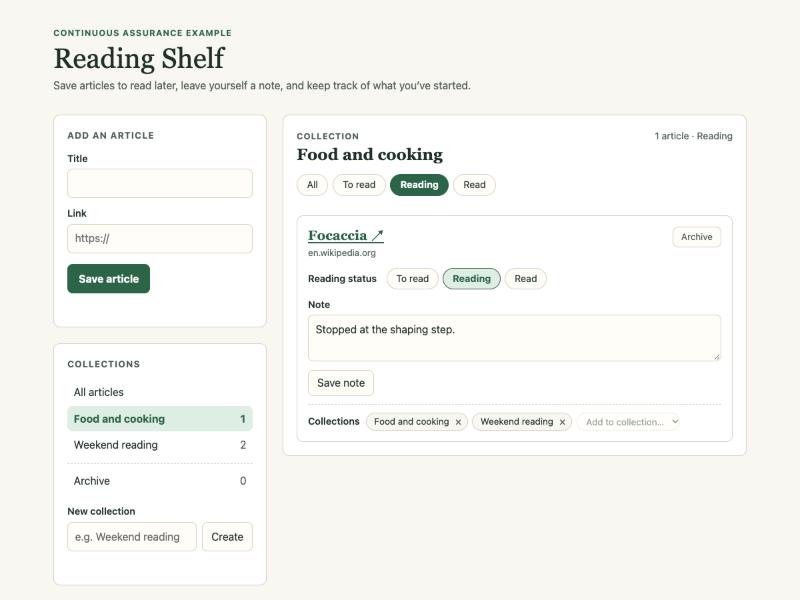 CONTINUOUS ASSURANCE EXAMPLE
Reading Shelf
Save articles to read later, leave yourself a note, and keep track of what you've started.
ADD AN ARTICLE
Title
Link
https://
Save article
COLLECTIONS
All articles
Food and cooking 1
Weekend reading 2
Archive 0
New collection
e.g. Weekend reading Create
COLLECTION 1 article · Reading
Food and cooking
All To read Reading Read
Focaccia ↗ Archive
en.wikipedia.org
Reading status To read Reading Read
Note
Stopped at the shaping step.
Save note
Collections Food and cooking × Weekend reading × Add to collection...